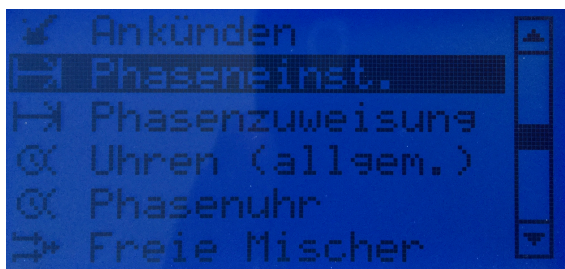 Ankünden
Phaseneinst.
Phasenzuweisung
Uhren (allgem.)
Phasenuhr
Freie Mischer